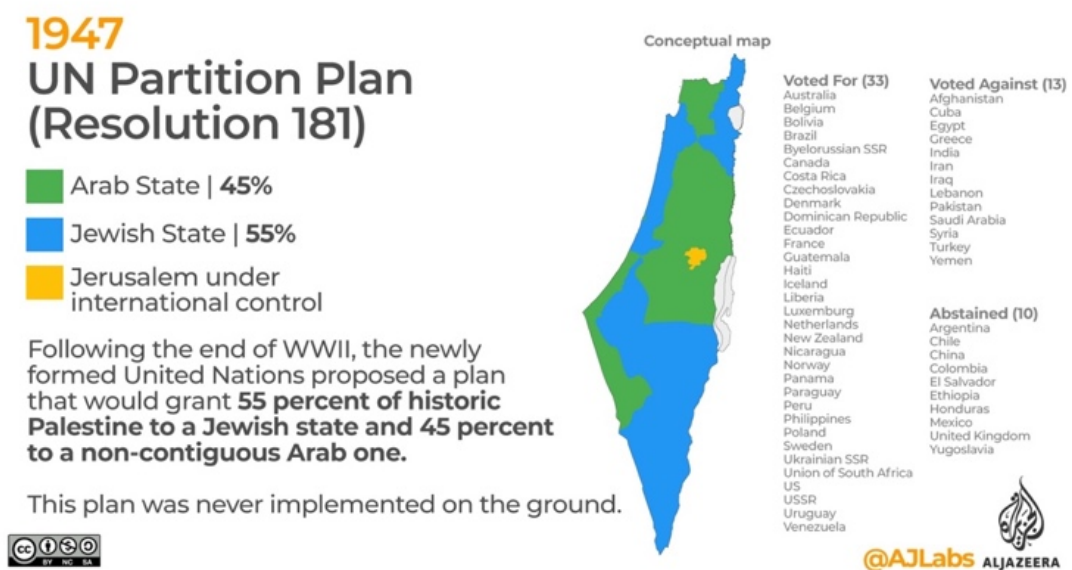 1947
UN Partition Plan
(Resolution 181)
Arab State | 45%
Jewish State | 55%
Jerusalem under
international control
Following the end of WWII, the newly
formed United Nations proposed a plan
that would grant 55 percent of historic
Palestine to a Jewish state and 45 percent
to a non-contiguous Arab one.
This plan was never implemented on the ground.
cc
BY NC SA
Conceptual map
Voted For (33)
Australia
Belgium
Bolivia
Brazil
Byelorussian SSR
Canada
Costa Rica
Czechoslovakia
Denmark
Dominican Republic
Ecuador
France
Guatemala
Haiti
Iceland
Liberia
Luxemburg
Netherlands
New Zealand
Nicaragua
Norway
Panama
Paraguay
Peru
Philippines
Poland
Sweden
Ukrainian SSR
Union of South Africa
US
USSR
Uruguay
Venezuela
Voted Against (13)
Afghanistan
Cuba
Egypt
Greece
India
Iran
Iraq
Lebanon
Pakistan
Saudi Arabia
Syria
Turkey
Yemen
Abstained (10)
Argentina
Chile
China
Colombia
El Salvador
Ethiopia
Honduras
Mexico
United Kingdom
Yugoslavia
@AJLabs
الجزيرة
ALJAZEERA